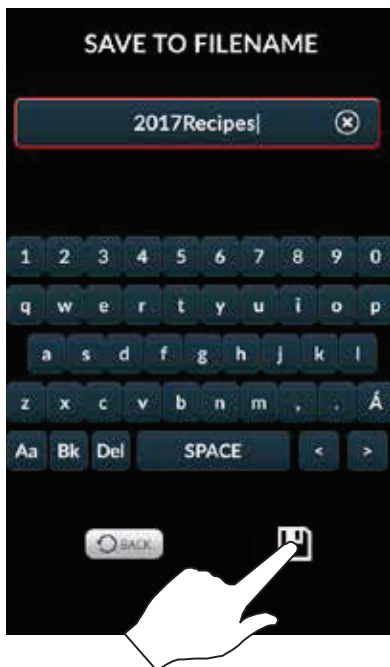 SAVE TO FILENAME
2017Recipes
1 2 3 4 5 6 7 8 9 0
q w e r t y u i o p
a s d f g h j k l
z x c v b n m , . Á
Aa Bk Del SPACE < >
BACK